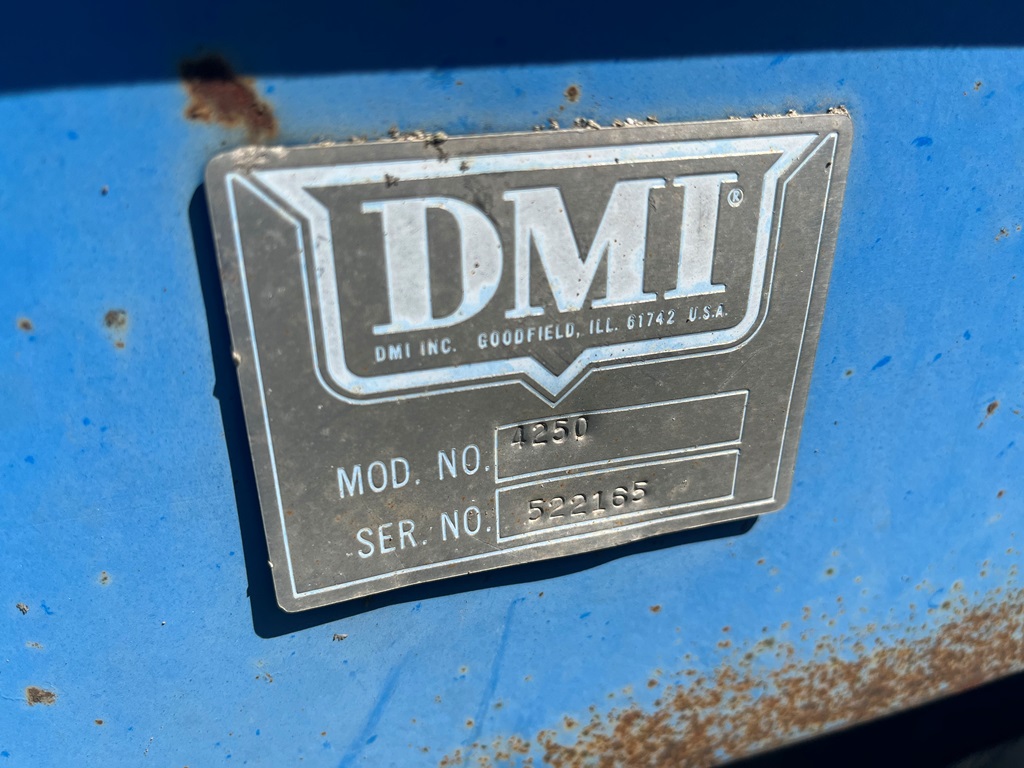 DMI®
DMI INC. GOODFIELD, ILL. 61742 U.S.A.
MOD. NO. 4250
SER. NO. 522165